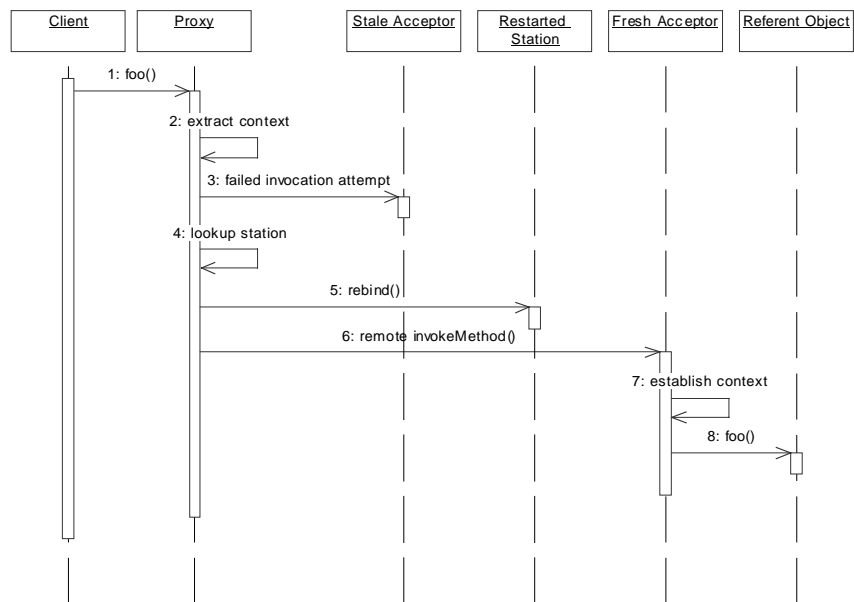 Client
Proxy
Stale Acceptor
Restarted
Station
Fresh Acceptor
Referent Object
1: foo()
2: extract context
3: failed invocation attempt
4: lookup station
5: rebind()
6: remote invokeMethod()
7: establish context
8: foo()